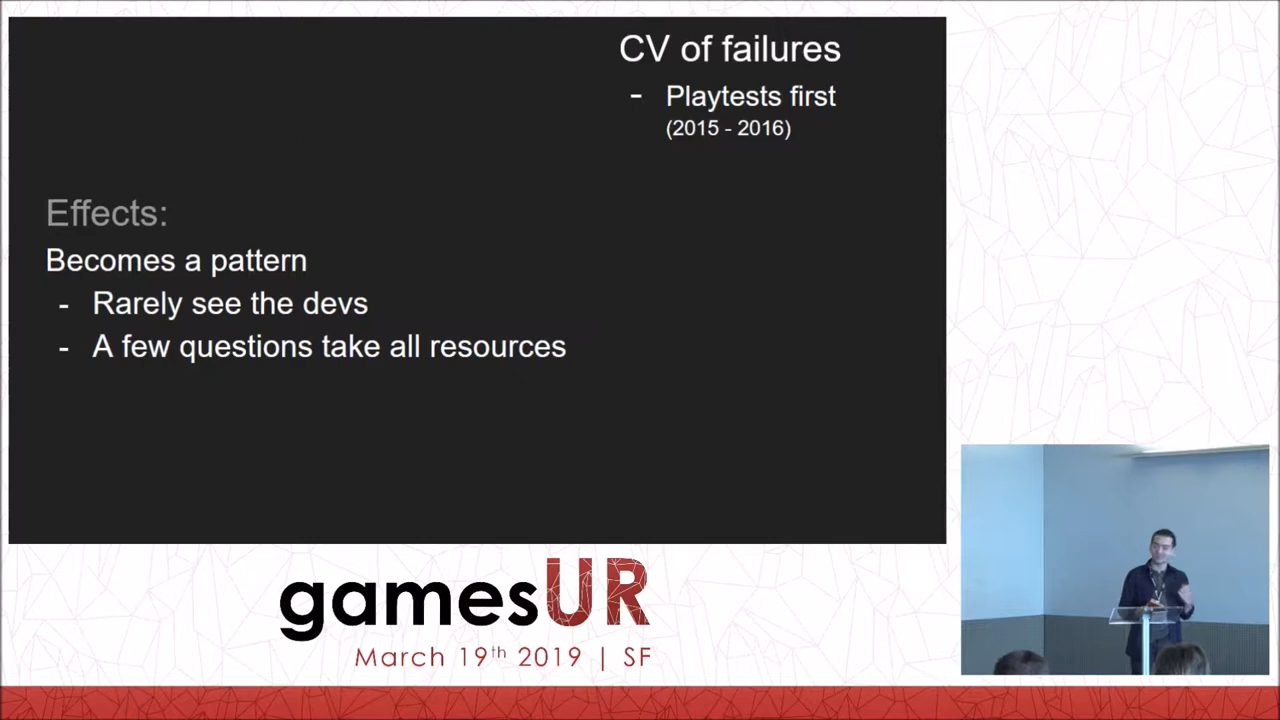 CV of failures
- Playtests first
(2015 - 2016)
Effects:
Becomes a pattern
- Rarely see the devs
- A few questions take all resources
gamesUR
March 19th 2019 | SF